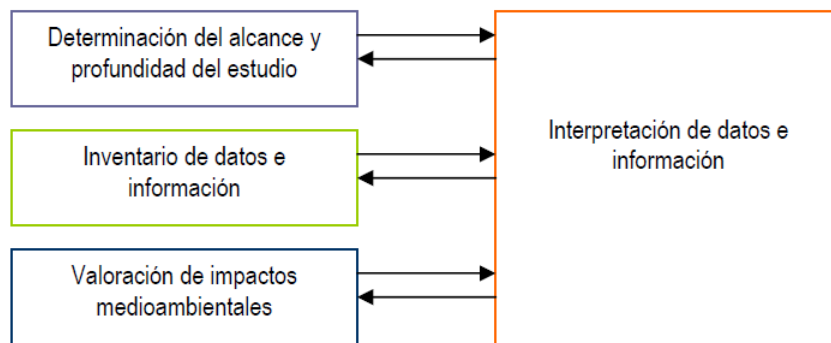 Determinación del alcance y
profundidad del estudio
Inventario de datos e
información
Valoración de impactos
medioambientales
Interpretación de datos e
información